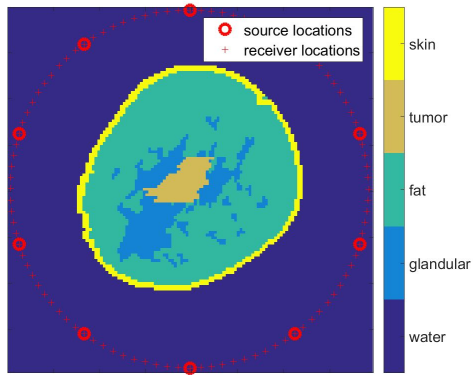 source locations
receiver locations
skin
tumor
fat
glandular
water